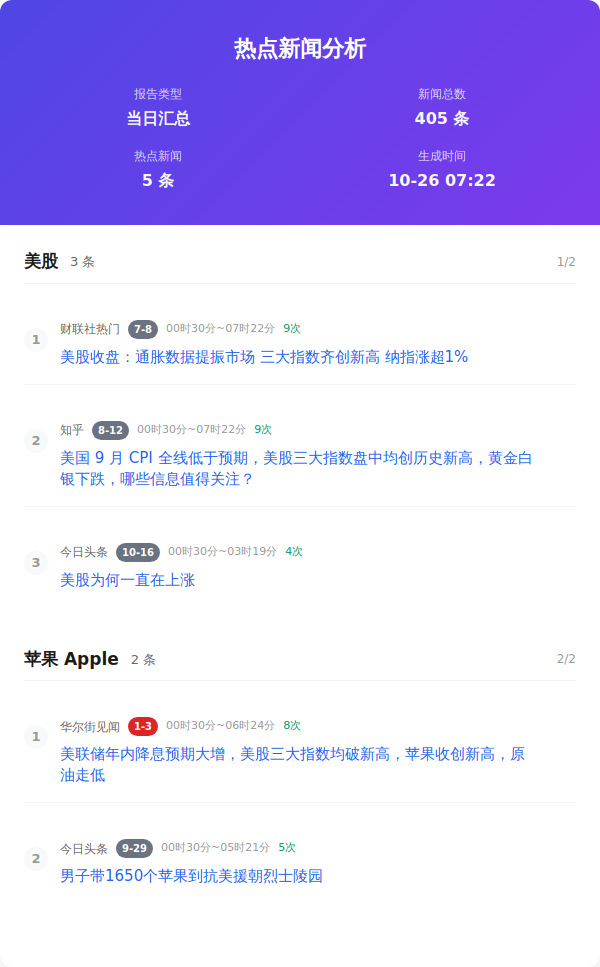 热点新闻分析
报告类型
新闻总数
当日汇总
405 条
热点新闻
生成时间
5 条
10-26 07:22
美股 3 条 1/2
1
财联社热门 7-8 00时30分~07时22分 9次
美股收盘：通胀数据提振市场 三大指数齐创新高 纳指涨超1%
2
知乎 8-12 00时30分~07时22分 9次
美国 9 月 CPI 全线低于预期，美股三大指数盘中均创历史新高，黄金白
银下跌，哪些信息值得关注？
3
今日头条 10-16 00时30分~03时19分 4次
美股为何一直在上涨
苹果 Apple 2 条 2/2
1
华尔街见闻 1-3 00时30分~06时24分 8次
美联储年内降息预期大增，美股三大指数均破新高，苹果收创新高，原
油走低
2
今日头条 9-29 00时30分~05时21分 5次
男子带1650个苹果到抗美援朝烈士陵园